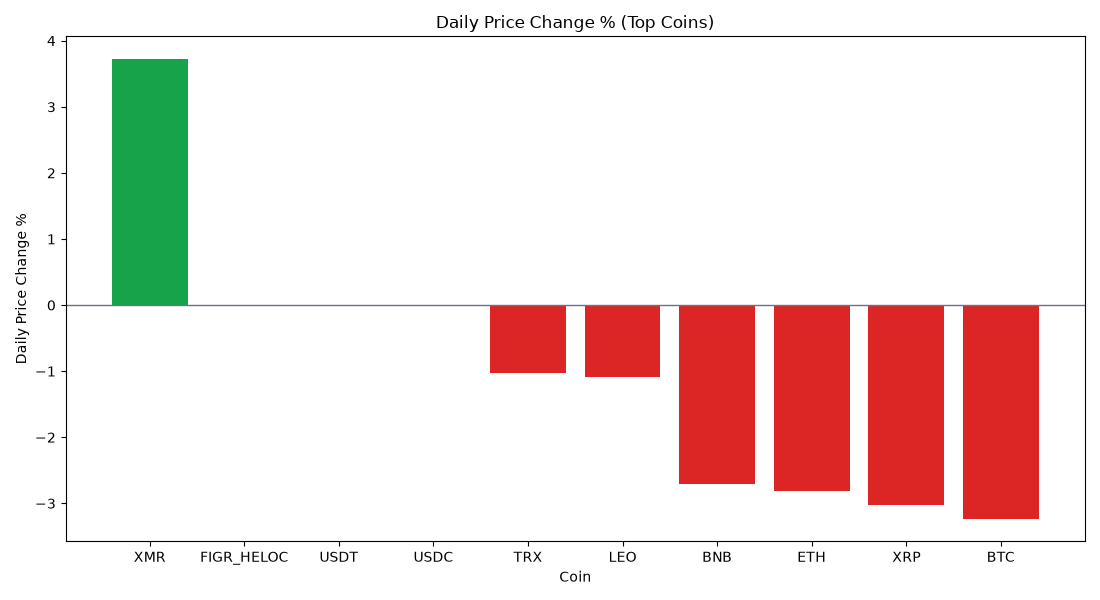 Daily Price Change % (Top Coins)
Daily Price Change %
4
3
2
1
0
−1
−2
−3
XMR FIGR_HELOC USDT USDC TRX LEO BNB ETH XRP BTC
Coin